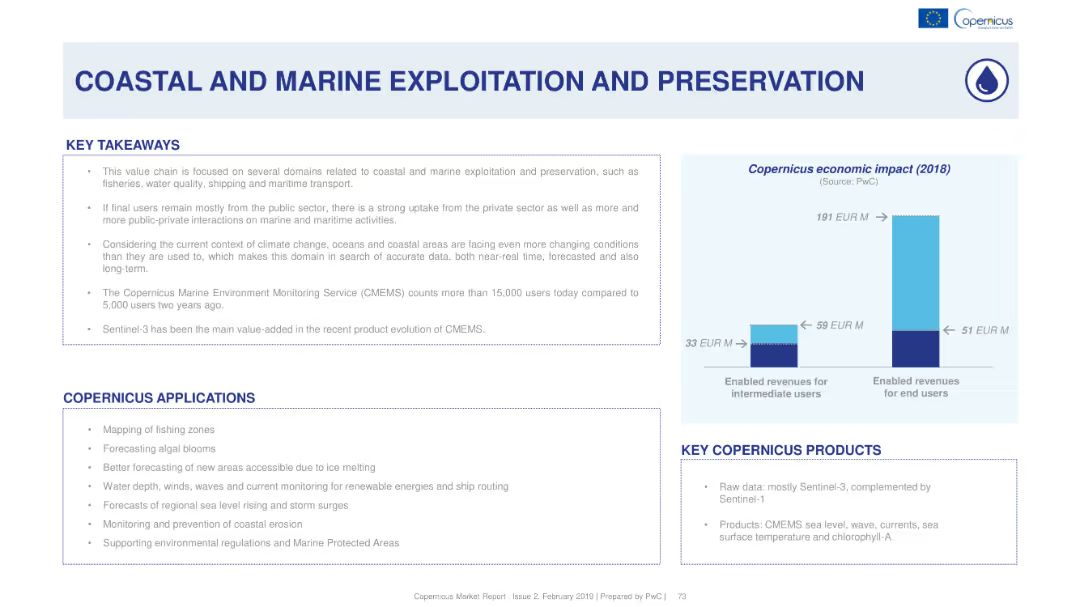 Copernicus
COASTAL AND MARINE EXPLOITATION AND PRESERVATION
KEY TAKEAWAYS
• This value chain is focused on several domains related to coastal and marine exploitation and preservation, such as
fisheries, water quality, shipping and maritime transport.
• If final users remain mostly from the public sector, there is a strong uptake from the private sector as well as more and
more public-private interactions on marine and maritime activities.
• Considering the current context of climate change, oceans and coastal areas are facing even more changing conditions
than they are used to, which makes this domain in search of accurate data, both near-real time, forecasted and also
long-term.
• The Copernicus Marine Environment Monitoring Service (CMEMS) counts more than 15,000 users today compared to
5,000 users two years ago.
• Sentinel-3 has been the main value-added in the recent product evolution of CMEMS.
COPERNICUS APPLICATIONS
• Mapping of fishing zones
• Forecasting algal blooms
• Better forecasting of new areas accessible due to ice melting
• Water depth, winds, waves and current monitoring for renewable energies and ship routing
• Forecasts of regional sea level rising and storm surges
• Monitoring and prevention of coastal erosion
• Supporting environmental regulations and Marine Protected Areas
Copernicus economic impact (2018)
(Source: PwC)
191 EUR M
59 EUR M
51 EUR M
33 EUR M
Enabled revenues for
intermediate users
Enabled revenues
for end users
KEY COPERNICUS PRODUCTS
• Raw data: mostly Sentinel-3, complemented by
Sentinel-1
• Products: CMEMS sea level, wave, currents, sea
surface temperature and chlorophyll-A.
Copernicus Market Report Issue 2, February 2019 | Prepared by PwC | 73